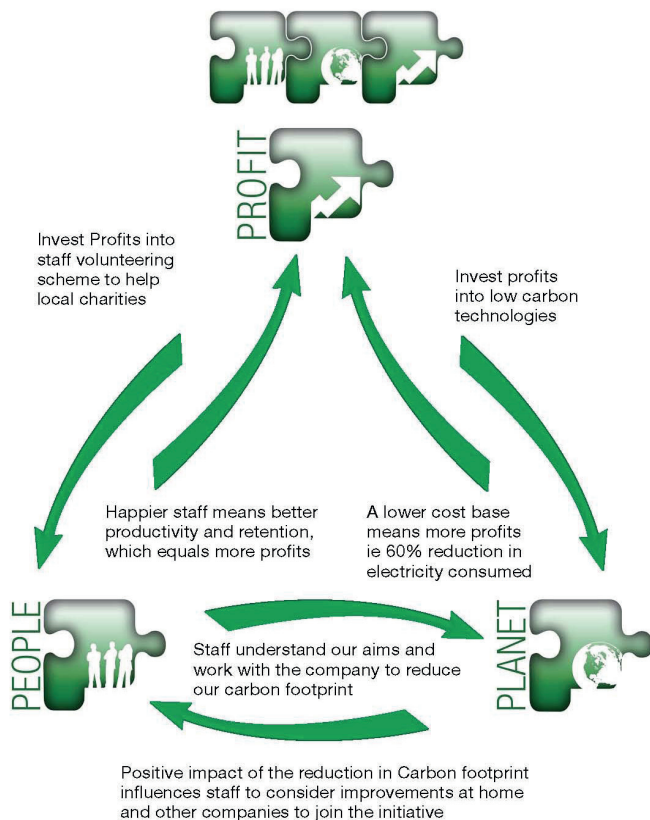 PROFIT
Invest Profits into
staff volunteering
scheme to help
local charities
Invest profits
into low carbon
technologies
Happier staff means better
productivity and retention,
which equals more profits
A lower cost base
means more profits
ie 60% reduction in
electricity consumed
PEOPLE
Staff understand our aims and
work with the company to reduce
our carbon footprint
PLANET
Positive impact of the reduction in Carbon footprint
influences staff to consider improvements at home
and other companies to join the initiative